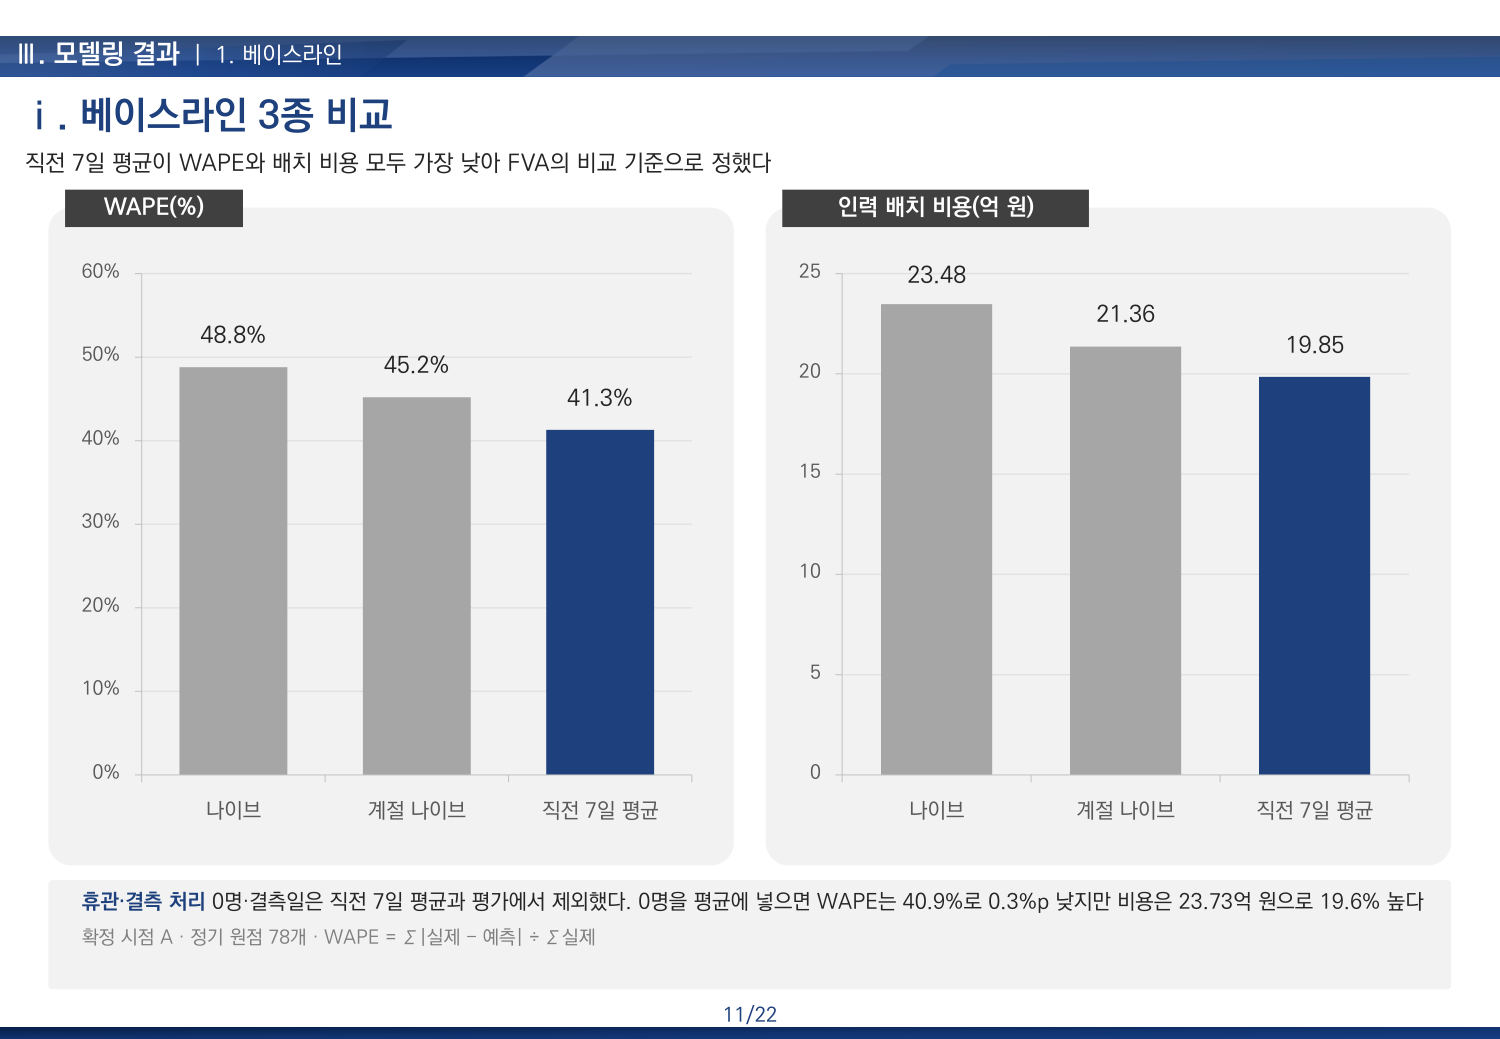 Ⅲ. 모델링 결과 | 1. 베이스라인
ⅰ. 베이스라인 3종 비교
직전 7일 평균이 WAPE와 배치 비용 모두 가장 낮아 FVA의 비교 기준으로 정했다
WAPE(%)
60%
50%
40%
30%
20%
10%
0%
48.8%
45.2%
41.3%
나이브
계절 나이브
직전 7일 평균
인력 배치 비용(억 원)
25
20
15
10
5
0
23.48
21.36
19.85
나이브
계절 나이브
직전 7일 평균
휴관·결측 처리 0명·결측일은 직전 7일 평균과 평가에서 제외했다. 0명을 평균에 넣으면 WAPE는 40.9%로 0.3%p 낮지만 비용은 23.73억 원으로 19.6% 높다
확정 시점 A · 정기 원점 78개 · WAPE = Σ|실제 − 예측| ÷ Σ실제
11/22